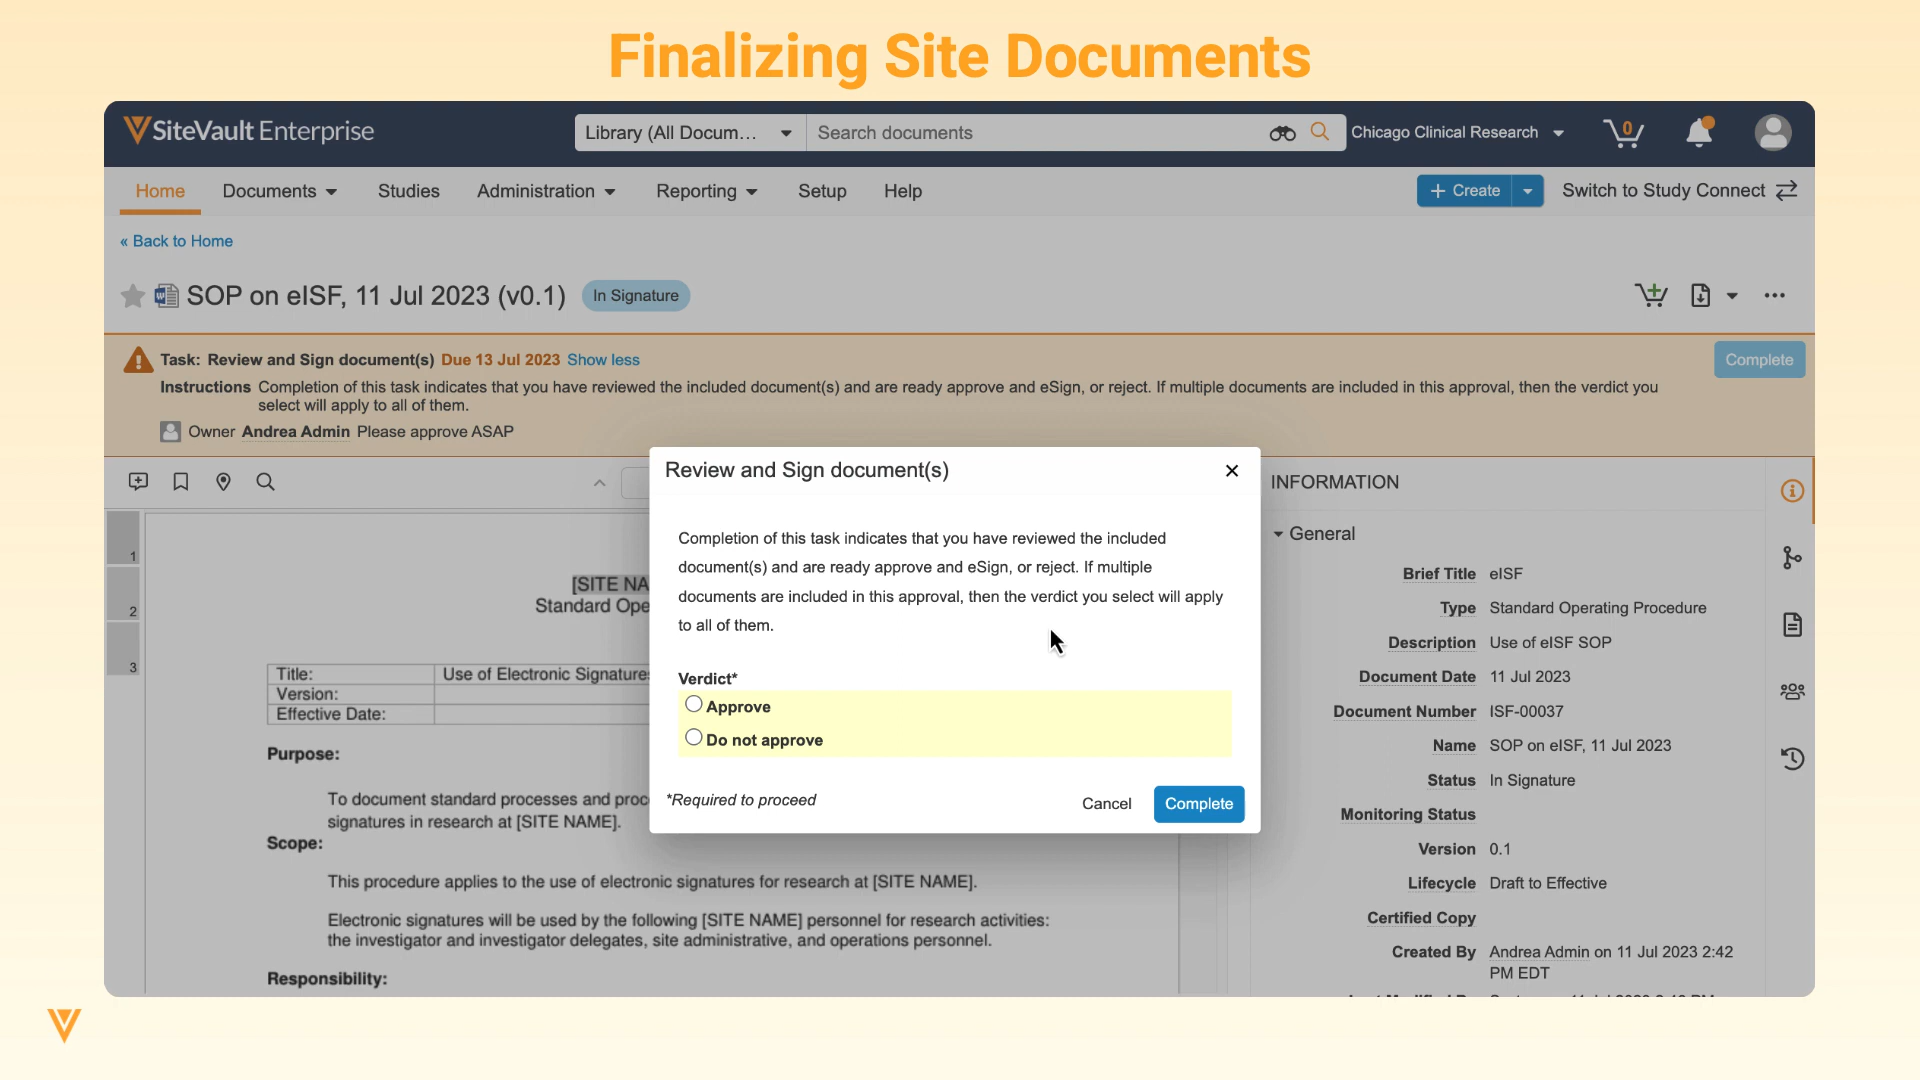 Finalizing Site Documents
SiteVault Enterprise
Library (All Docum...
Search documents
Chicago Clinical Research
0
Home
Documents
Studies
Administration
Reporting
Setup
Help
+ Create
Switch to Study Connect
« Back to Home
SOP on eISF, 11 Jul 2023 (v0.1)
In Signature
Task: Review and Sign document(s) Due 13 Jul 2023 Show less
Complete
Instructions Completion of this task indicates that you have reviewed the included document(s) and are ready approve and eSign, or reject. If multiple documents are included in this approval, then the verdict you
select will apply to all of them.
Owner Andrea Admin Please approve ASAP
Review and Sign document(s)
Completion of this task indicates that you have reviewed the included
document(s) and are ready approve and eSign, or reject. If multiple
documents are included in this approval, then the verdict you select will apply
to all of them.
Verdict*
Approve
Do not approve
*Required to proceed
Cancel
Complete
1
2
3
[SITE NA
Standard Ope
Title:
Use of Electronic Signature
Version:
Effective Date:
Purpose:
To document standard processes and proc
signatures in research at [SITE NAME].
Scope:
This procedure applies to the use of electronic signatures for research at [SITE NAME].
Electronic signatures will be used by the following [SITE NAME] personnel for research activities:
the investigator and investigator delegates, site administrative, and operations personnel.
Responsibility:
INFORMATION
General
Brief Title eISF
Type Standard Operating Procedure
Description Use of eISF SOP
Document Date 11 Jul 2023
Document Number ISF-00037
Name SOP on eISF, 11 Jul 2023
Status In Signature
Monitoring Status
Version 0.1
Lifecycle Draft to Effective
Certified Copy
Created By Andrea Admin on 11 Jul 2023 2:42
PM EDT